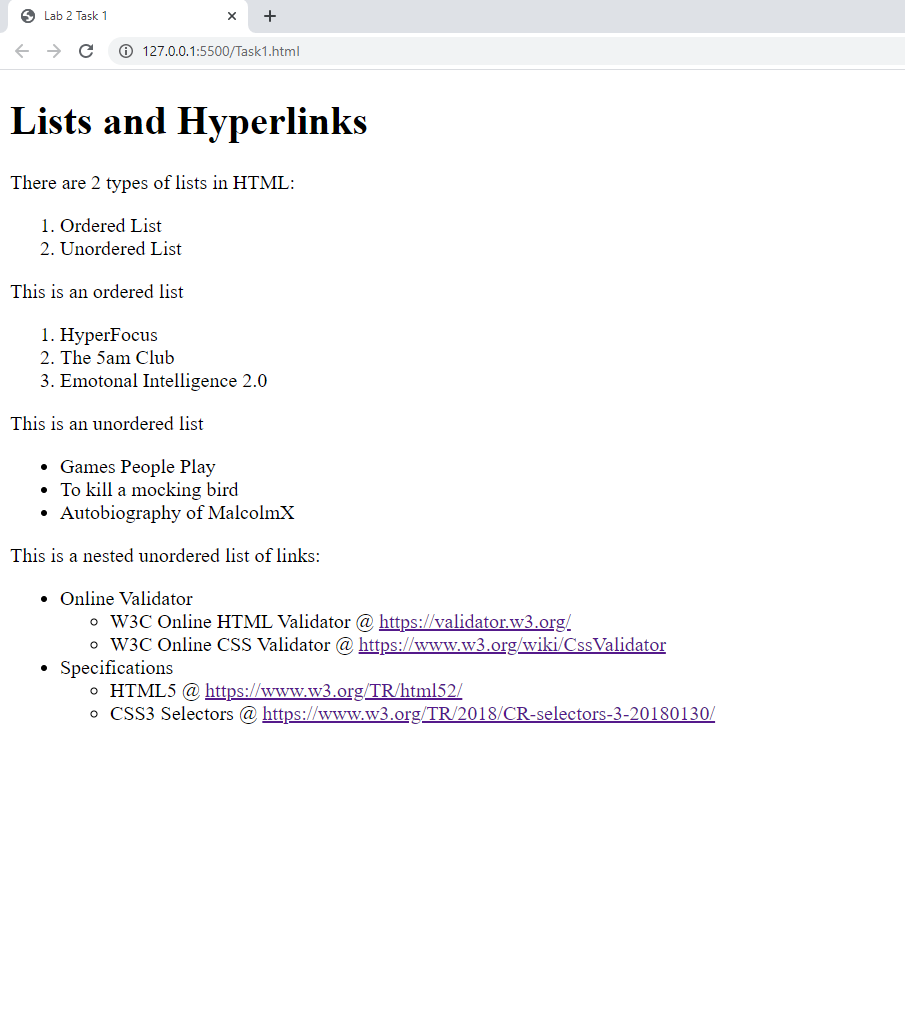 Lab 2 Task 1
127.0.0.1:5500/Task1.html
Lists and Hyperlinks
There are 2 types of lists in HTML:
1. Ordered List
2. Unordered List
This is an ordered list
1. HyperFocus
2. The 5am Club
3. Emotonal Intelligence 2.0
This is an unordered list
• Games People Play
• To kill a mocking bird
• Autobiography of MalcolmX
This is a nested unordered list of links:
• Online Validator
○ W3C Online HTML Validator @ https://validator.w3.org/
○ W3C Online CSS Validator @ https://www.w3.org/wiki/CssValidator
• Specifications
○ HTML5 @ https://www.w3.org/TR/html52/
○ CSS3 Selectors @ https://www.w3.org/TR/2018/CR-selectors-3-20180130/